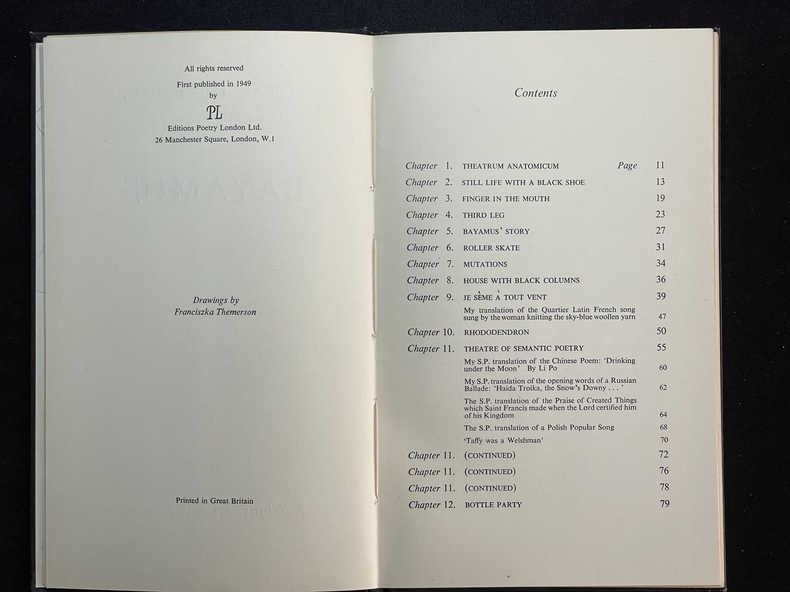 All rights reserved
First published in 1949
by
PL
Editions Poetry London Ltd.
26 Manchester Square, London, W.1
BAYAMUS
Drawings by
Franciszka Themerson
Printed in Great Britain
Contents
Chapter 1. THEATRUM ANATOMICUM Page 11
Chapter 2. STILL LIFE WITH A BLACK SHOE 13
Chapter 3. FINGER IN THE MOUTH 19
Chapter 4. THIRD LEG 23
Chapter 5. BAYAMUS' STORY 27
Chapter 6. ROLLER SKATE 31
Chapter 7. MUTATIONS 34
Chapter 8. HOUSE WITH BLACK COLUMNS 36
Chapter 9. JE SÈME À TOUT VENT 39
My translation of the Quartier Latin French song
sung by the woman knitting the sky-blue woollen yarn 47
Chapter 10. RHODODENDRON 50
Chapter 11. THEATRE OF SEMANTIC POETRY 55
My S.P. translation of the Chinese Poem: 'Drinking
under the Moon' By Li Po 60
My S.P. translation of the opening words of a Russian
Ballade: 'Haida Troika, the Snow's Downy . . .' 62
The S.P. translation of the Praise of Created Things
which Saint Francis made when the Lord certified him
of his Kingdom 64
The S.P. translation of a Polish Popular Song 68
'Taffy was a Welshman' 70
Chapter 11. (CONTINUED) 72
Chapter 11. (CONTINUED) 76
Chapter 11. (CONTINUED) 78
Chapter 12. BOTTLE PARTY 79